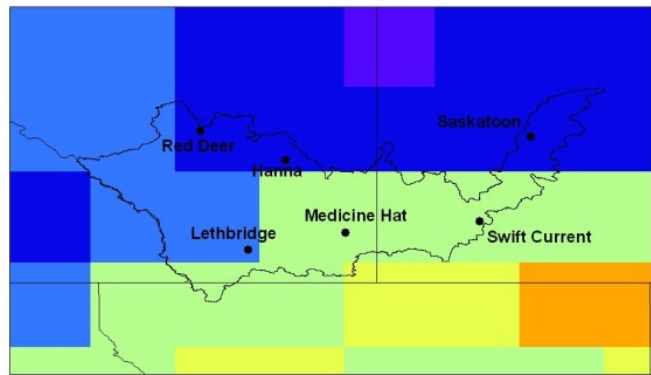 Saskatoon
Red Deer
Hanna
Medicine Hat
Lethbridge
Swift Current